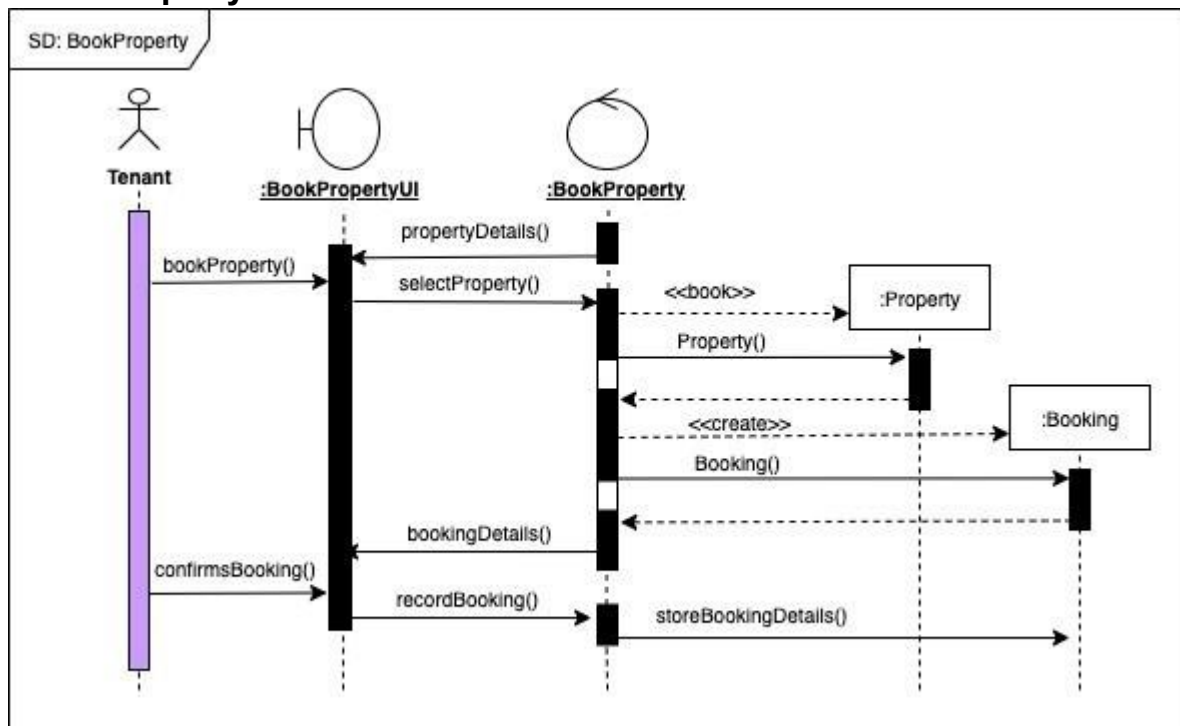 SD: BookProperty
Tenant
:BookPropertyUI
:BookProperty
propertyDetails()
bookProperty()
selectProperty()
<<book>>
:Property
Property()
<<create>>
:Booking
Booking()
bookingDetails()
confirmsBooking()
recordBooking()
storeBookingDetails()